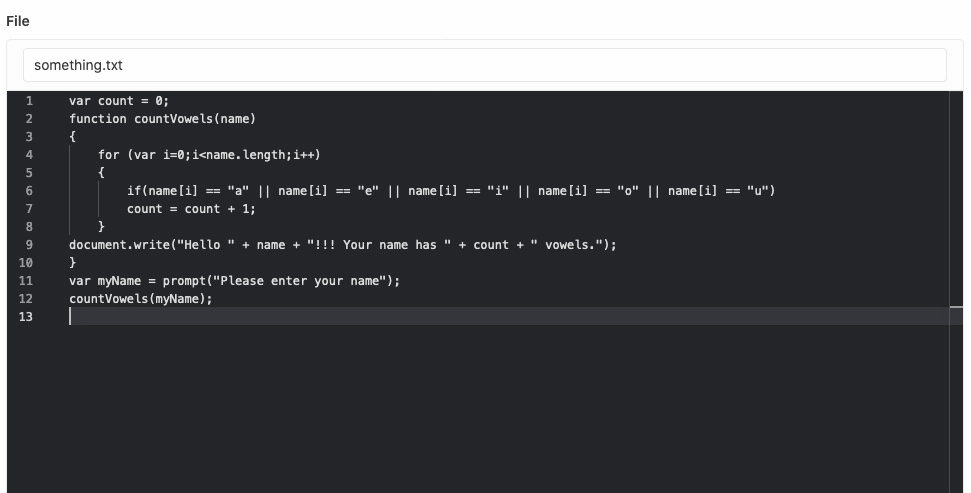 File
something.txt
1 var count = 0;
2 function countVowels(name)
3 {
4 for (var i=0;i<name.length;i++)
5 {
6 if(name[i] == "a" || name[i] == "e" || name[i] == "i" || name[i] == "o" || name[i] == "u")
7 count = count + 1;
8 }
9 document.write("Hello " + name + "!!! Your name has " + count + " vowels.");
10 }
11 var myName = prompt("Please enter your name");
12 countVowels(myName);
13